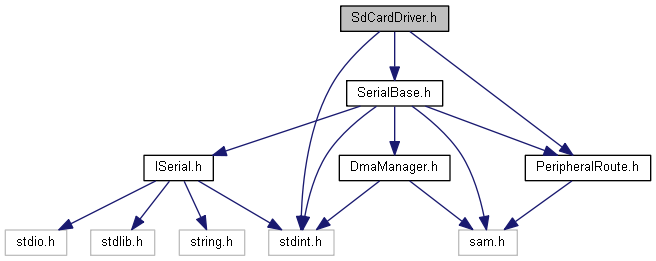 SdCardDriver.h
SerialBase.h
ISerial.h
DmaManager.h
PeripheralRoute.h
stdio.h
stdlib.h
string.h
stdint.h
sam.h